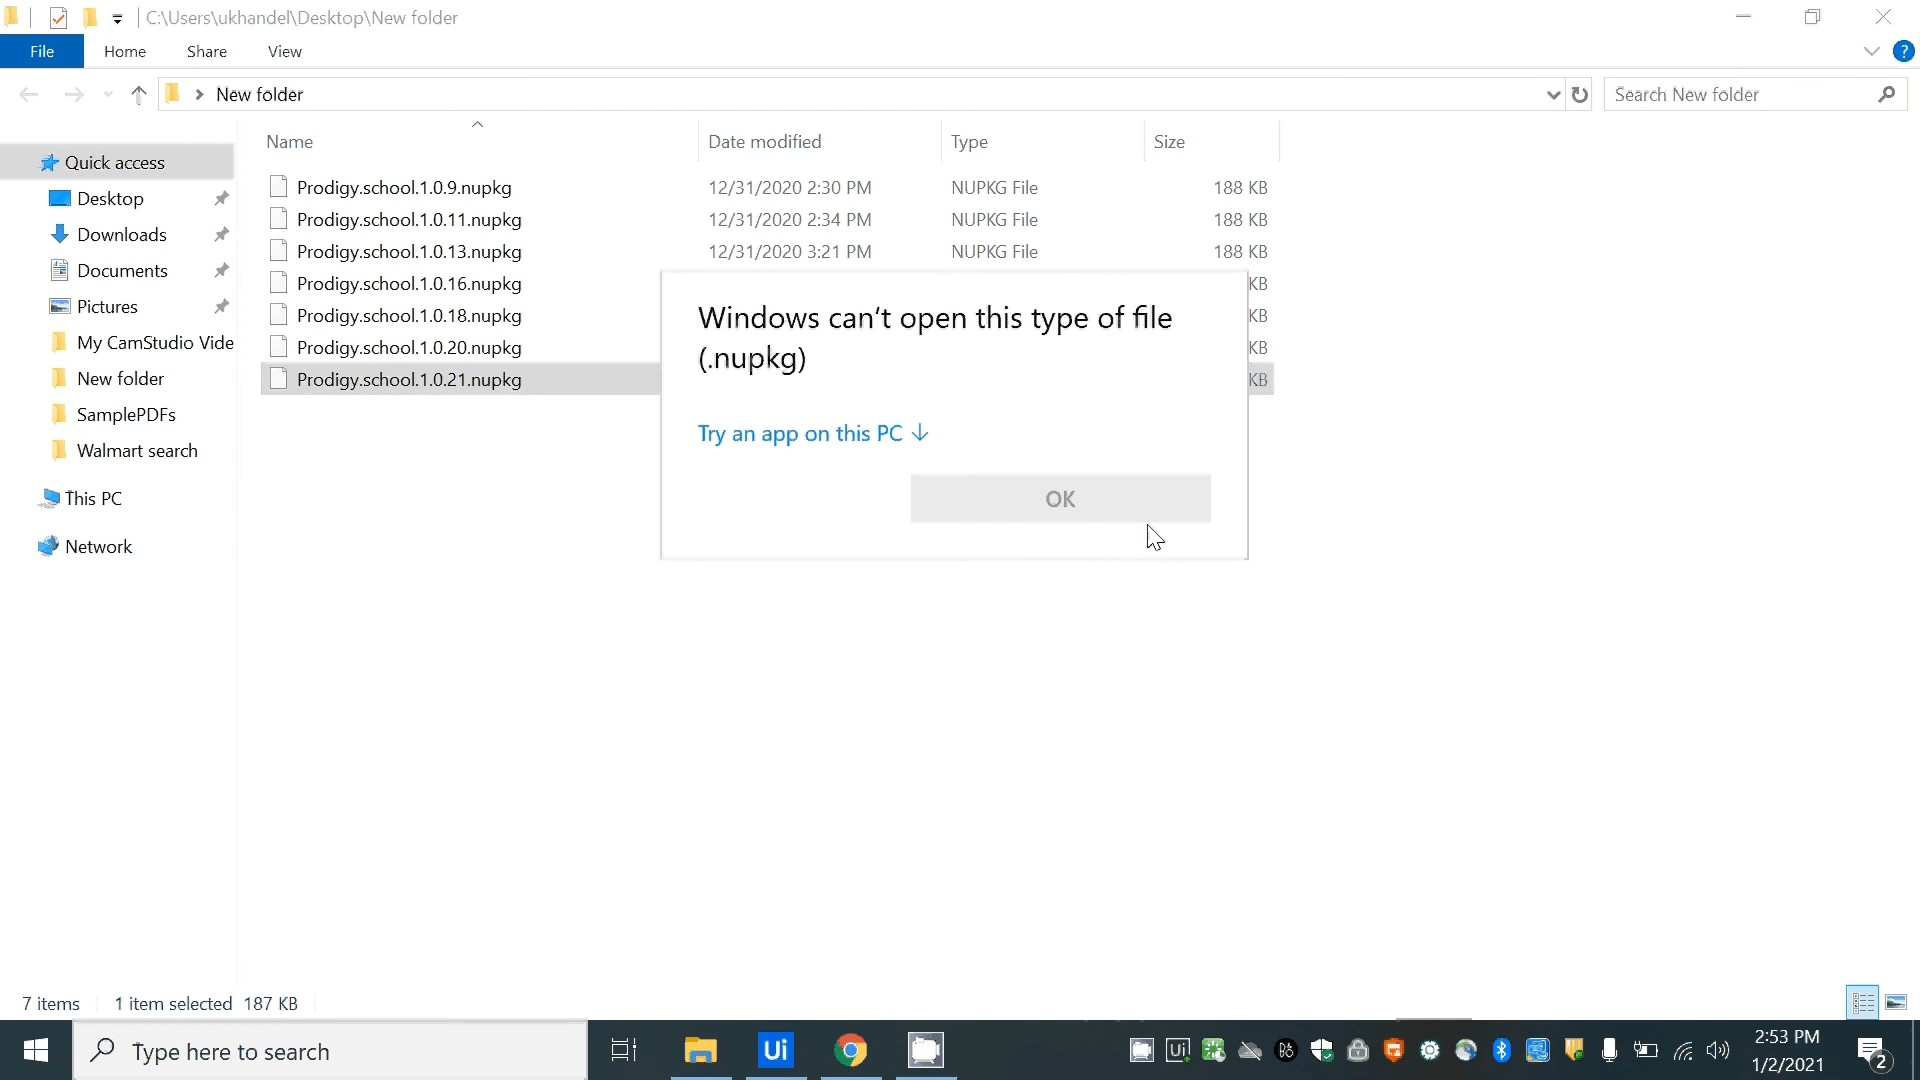 C:\Users\ukhandel\Desktop\New folder
File Home Share View
?
New folder
Search New folder
Name Date modified Type Size
Quick access
Desktop
Downloads
Documents
Pictures
My CamStudio Vide
New folder
SamplePDFs
Walmart search
This PC
Network
Prodigy.school.1.0.9.nupkg 12/31/2020 2:30 PM NUPKG File 188 KB
Prodigy.school.1.0.11.nupkg 12/31/2020 2:34 PM NUPKG File 188 KB
Prodigy.school.1.0.13.nupkg 12/31/2020 3:21 PM NUPKG File 188 KB
Prodigy.school.1.0.16.nupkg KB
Prodigy.school.1.0.18.nupkg KB
Prodigy.school.1.0.20.nupkg KB
Prodigy.school.1.0.21.nupkg KB
Windows can't open this type of file
(.nupkg)
Try an app on this PC
OK
7 items 1 item selected 187 KB
Type here to search
Ui
Ui
2:53 PM
1/2/2021
2